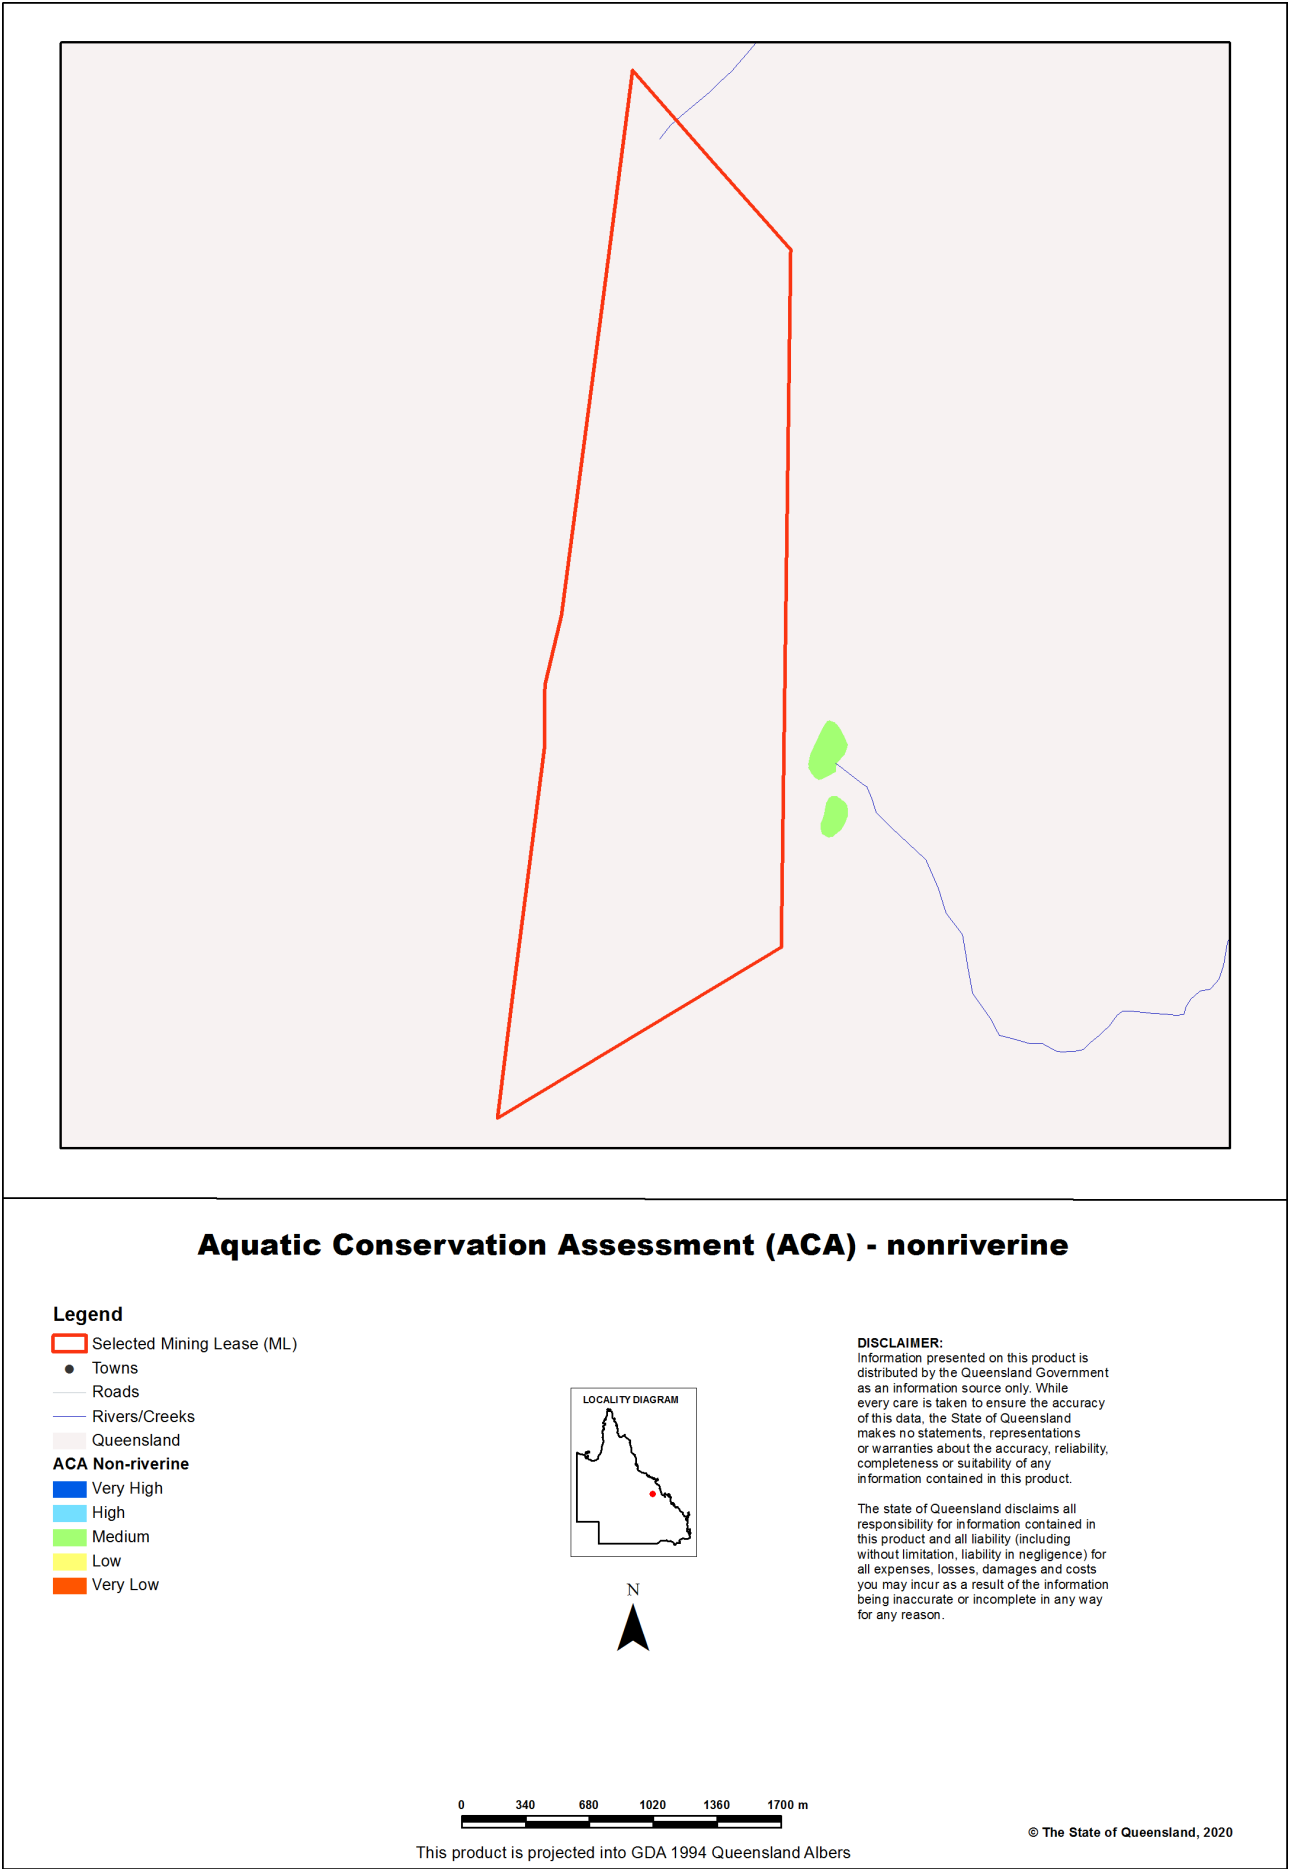 Aquatic Conservation Assessment (ACA) - nonriverine
Legend
Selected Mining Lease (ML)
Towns
Roads
Rivers/Creeks
Queensland
ACA Non-riverine
Very High
High
Medium
Low
Very Low
LOCALITY DIAGRAM
N
DISCLAIMER:
Information presented on this product is
distributed by the Queensland Government
as an information source only. While
every care is taken to ensure the accuracy
of this data, the State of Queensland
makes no statements, representations
or warranties about the accuracy, reliability,
completeness or suitability of any
information contained in this product.
The state of Queensland disclaims all
responsibility for information contained in
this product and all liability (including
without limitation, liability in negligence) for
all expenses, losses, damages and costs
you may incur as a result of the information
being inaccurate or incomplete in any way
for any reason.
0 340 680 1020 1360 1700 m
This product is projected into GDA 1994 Queensland Albers
© The State of Queensland, 2020